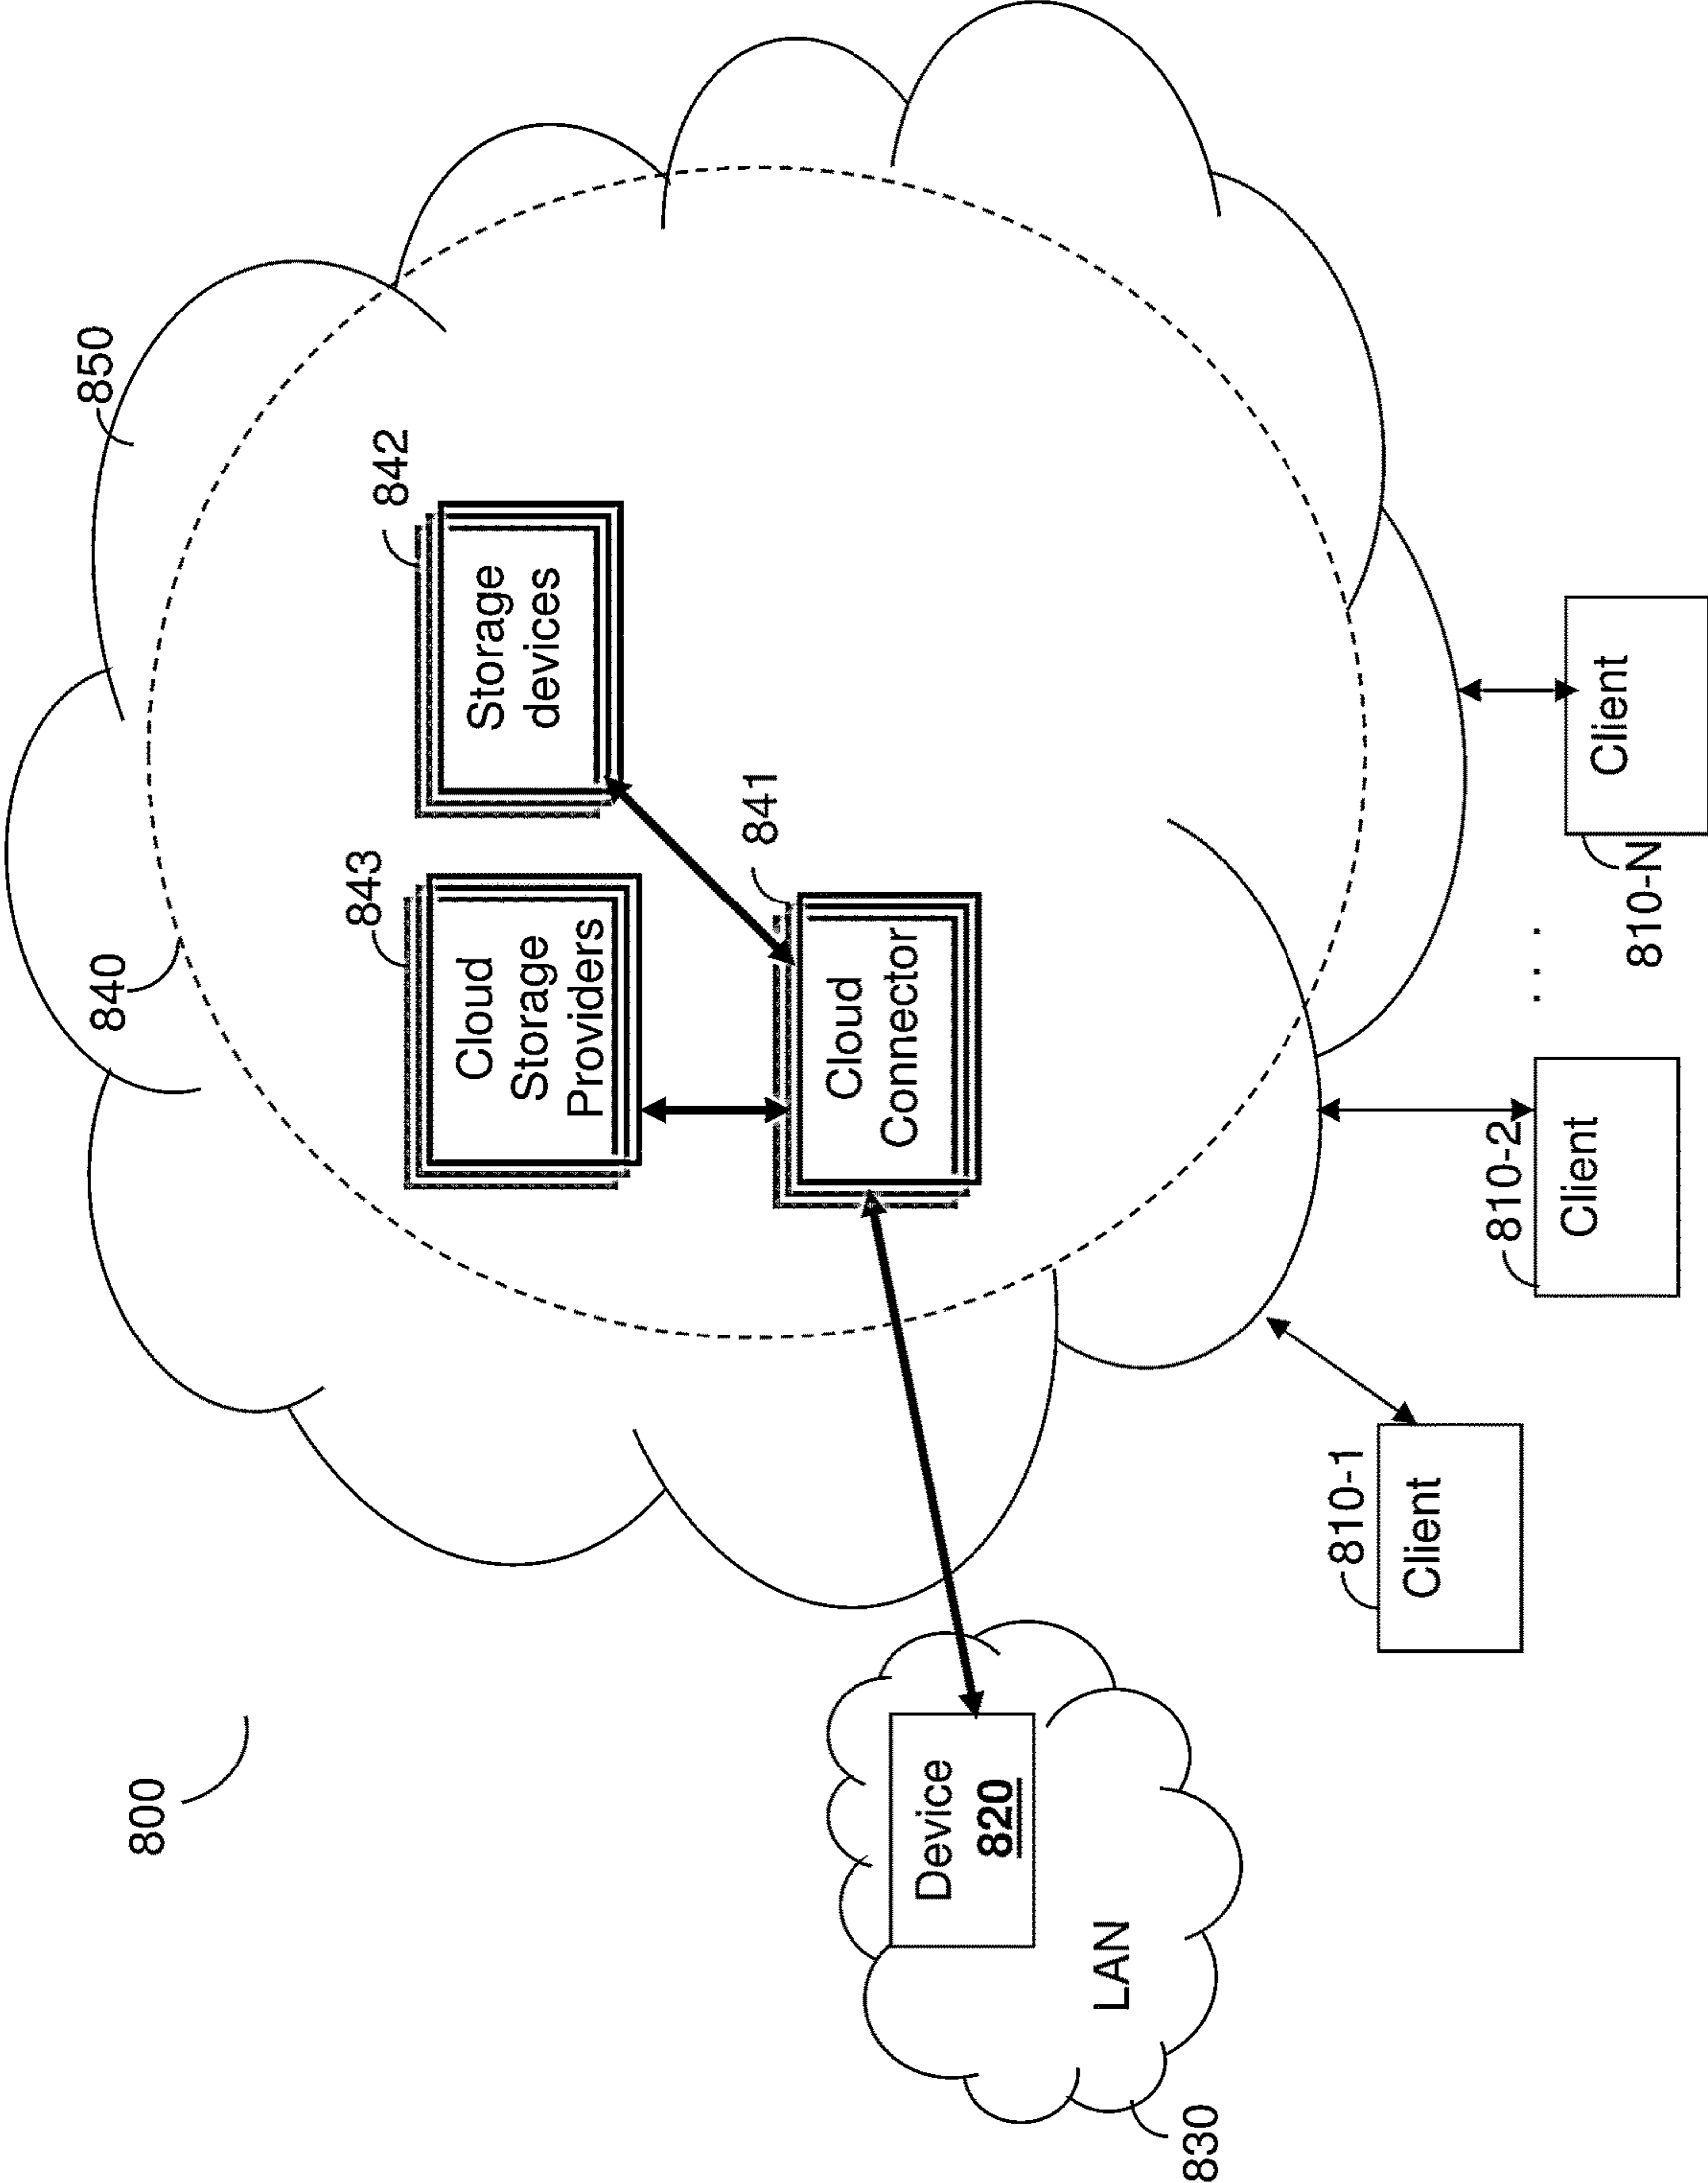 800
840
850
843
Cloud
Storage
Providers
842
Storage
devices
841
Cloud
Connector
Device
820
LAN
830
810-1
Client
810-2
Client
. . .
810-N
Client